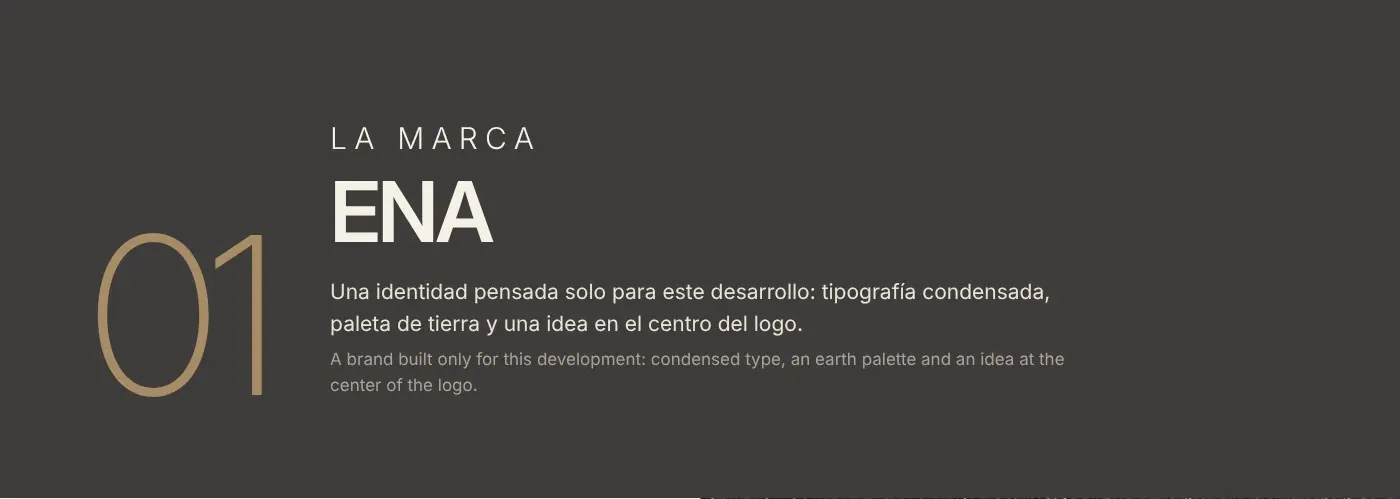 LA MARCA
ENA
01
Una identidad pensada solo para este desarrollo: tipografía condensada,
paleta de tierra y una idea en el centro del logo.
A brand built only for this development: condensed type, an earth palette and an idea at the
center of the logo.